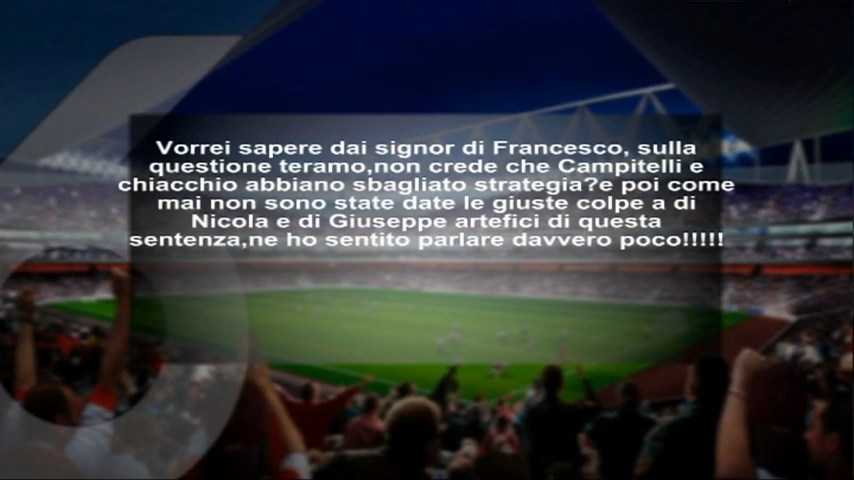 Vorrei sapere dai signor di Francesco, sulla
questione teramo,non crede che Campitelli e
chiacchio abbiano sbagliato strategia?e poi come
mai non sono state date le giuste colpe a di
Nicola e di Giuseppe artefici di questa
sentenza,ne ho sentito parlare davvero poco!!!!!